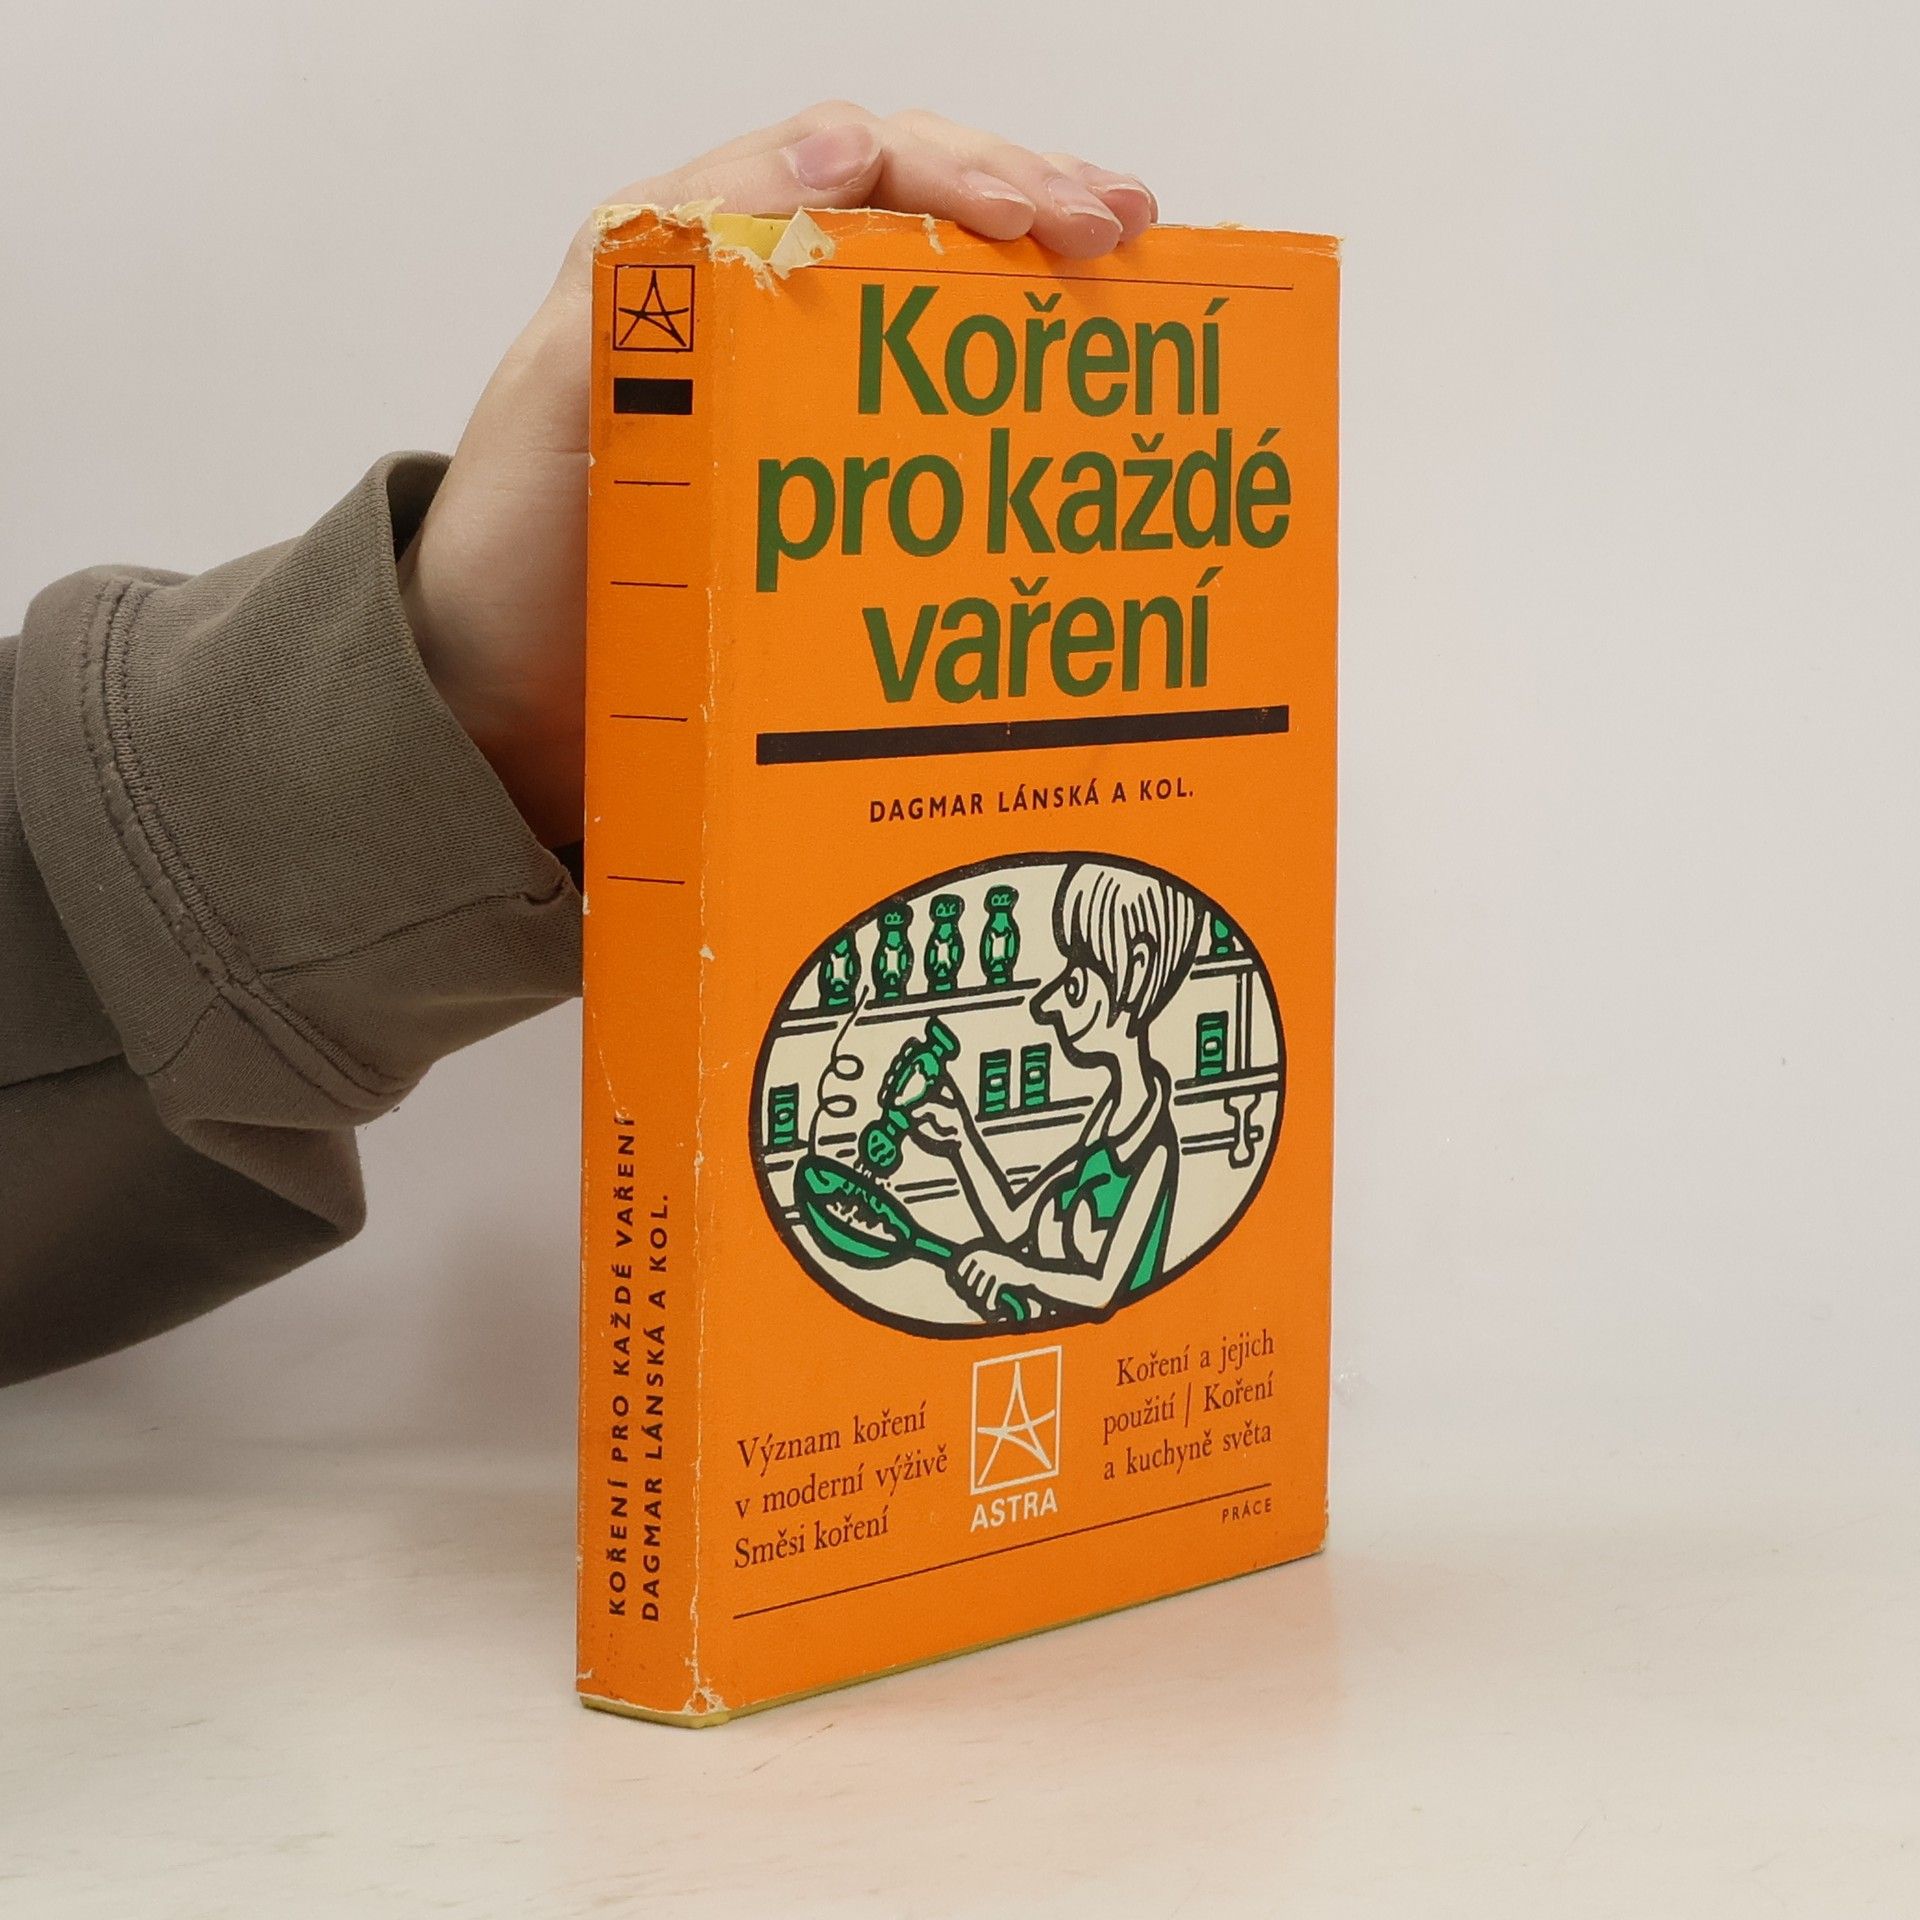 Koření
pro každé
vaření
DAGMAR LÁNSKÁ A KOL.
Význam koření
v moderní výživě
Směsi koření
ASTRA
Koření a jejich
použití / Koření
a kuchyně světa
PRÁCE
KOŘENÍ PRO KAŽDÉ VAŘENÍ
DAGMAR LÁNSKÁ A KOL.